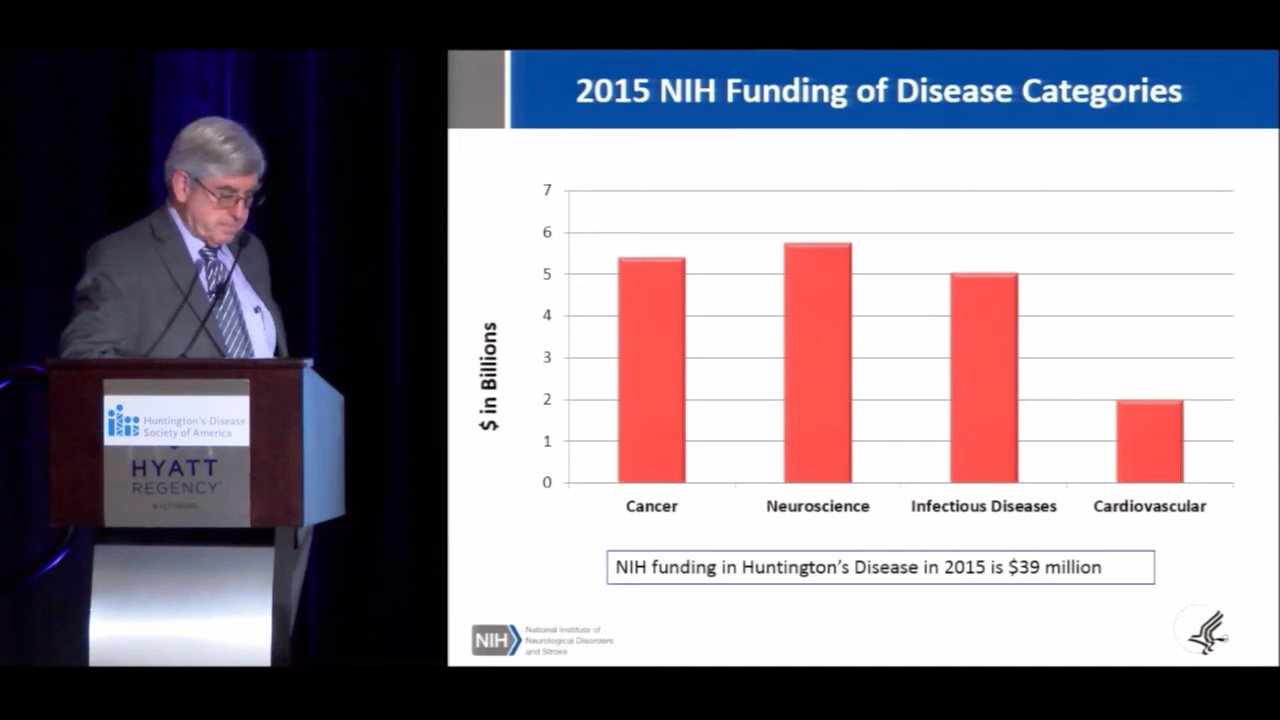 2015 NIH Funding of Disease Categories
7
6
5
4
3
2
1
0
$ in Billions
Cancer
Neuroscience
Infectious Diseases
Cardiovascular
NIH funding in Huntington's Disease in 2015 is $39 million
NIH
National Institute of
Neurological Disorders
and Stroke
Huntington's Disease
Society of America
HYATT
REGENCY
BALTIMORE